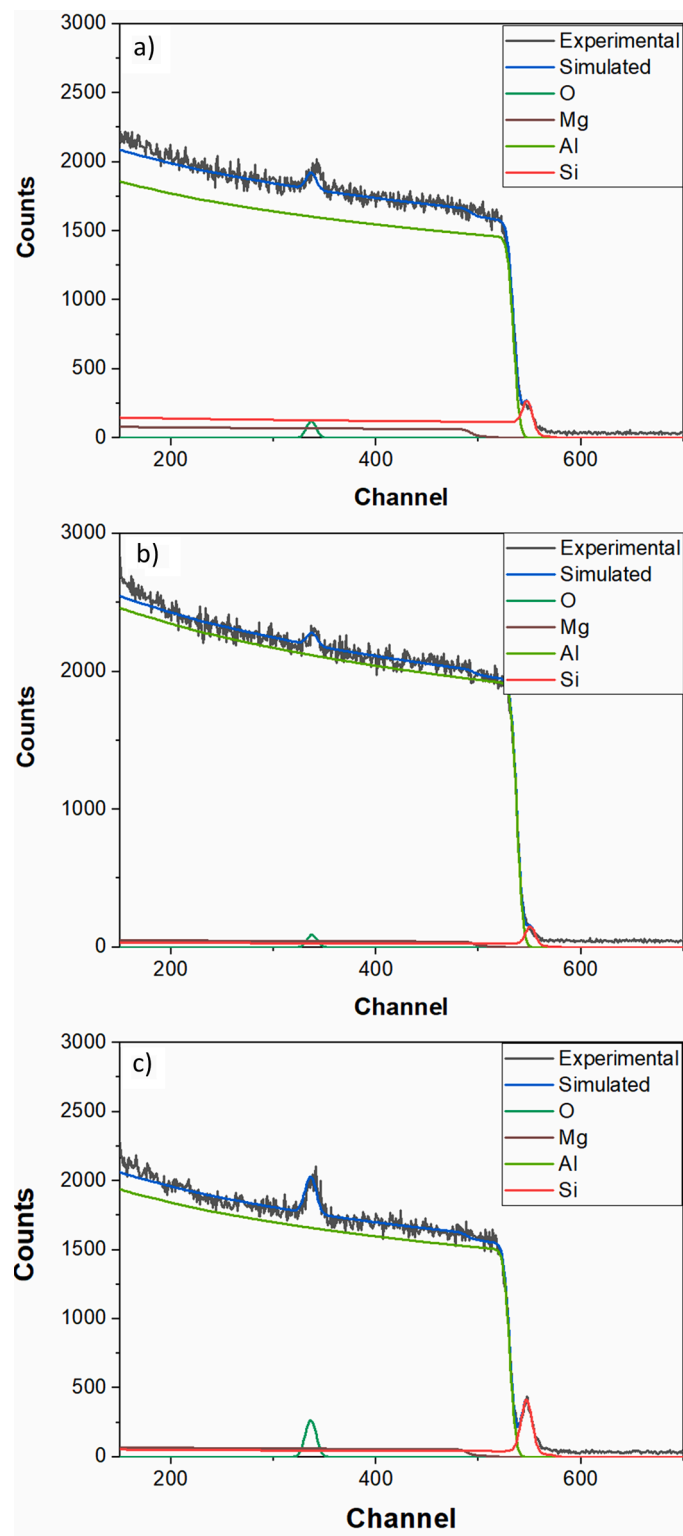 a)
3000
2500
2000
1500
1000
500
0
Counts
200
400
600
Channel
Experimental
Simulated
O
Mg
Al
Si
b)
3000
2000
1000
0
Counts
200
400
600
Channel
Experimental
Simulated
O
Mg
Al
Si
c)
3000
2500
2000
1500
1000
500
0
Counts
200
400
600
Channel
Experimental
Simulated
O
Mg
Al
Si